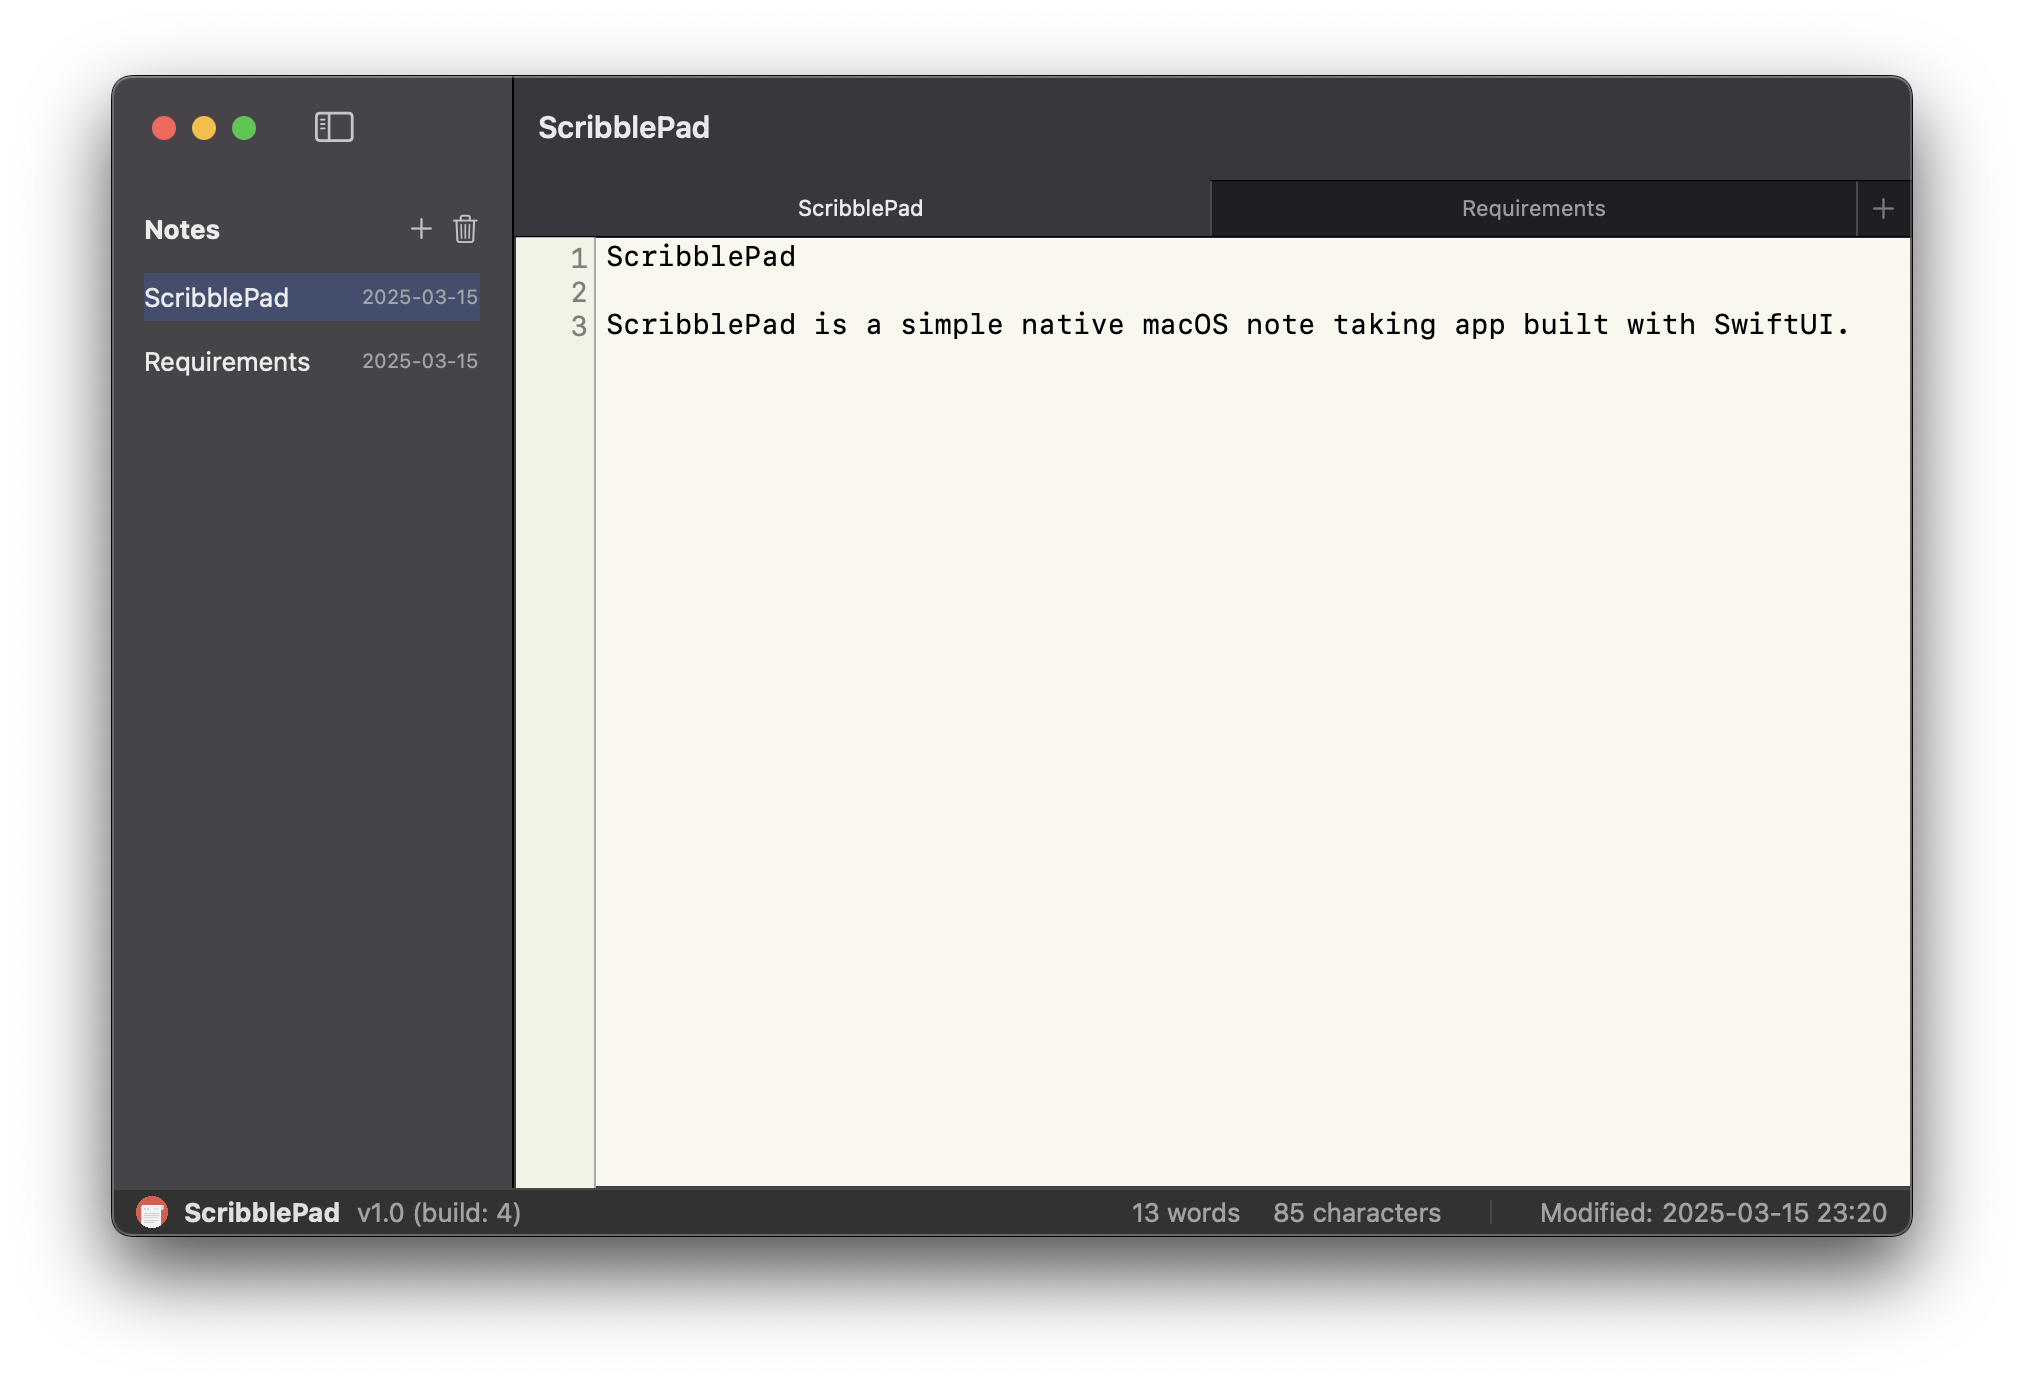 ScribblePad
Notes
ScribblePad 2025-03-15
Requirements 2025-03-15
ScribblePad Requirements
1 ScribblePad
2
3 ScribblePad is a simple native macOS note taking app built with SwiftUI.
ScribblePad v1.0 (build: 4) 13 words 85 characters Modified: 2025-03-15 23:20